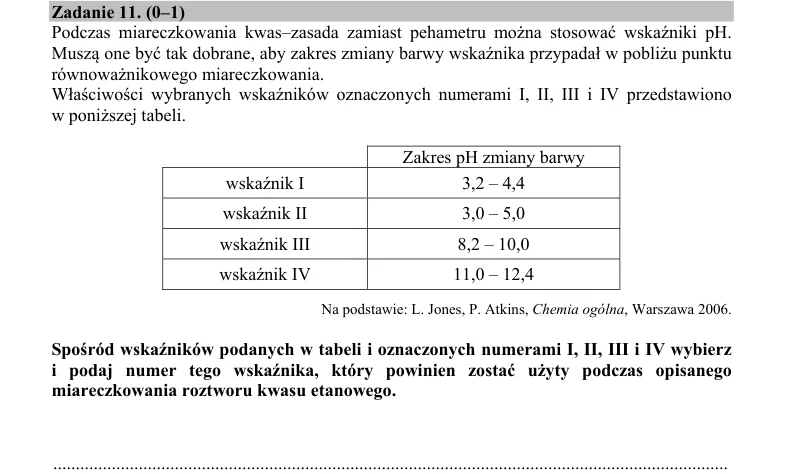 Zadanie 11. (0–1)
Podczas miareczkowania kwas–zasada zamiast pehametru można stosować wskaźniki pH.
Muszą one być tak dobrane, aby zakres zmiany barwy wskaźnika przypadał w pobliżu punktu
równoważnikowego miareczkowania.
Właściwości wybranych wskaźników oznaczonych numerami I, II, III i IV przedstawiono
w poniższej tabeli.
Zakres pH zmiany barwy
wskaźnik I 3,2 – 4,4
wskaźnik II 3,0 – 5,0
wskaźnik III 8,2 – 10,0
wskaźnik IV 11,0 – 12,4
Na podstawie: L. Jones, P. Atkins, Chemia ogólna, Warszawa 2006.
Spośród wskaźników podanych w tabeli i oznaczonych numerami I, II, III i IV wybierz
i podaj numer tego wskaźnika, który powinien zostać użyty podczas opisanego
miareczkowania roztworu kwasu etanowego.